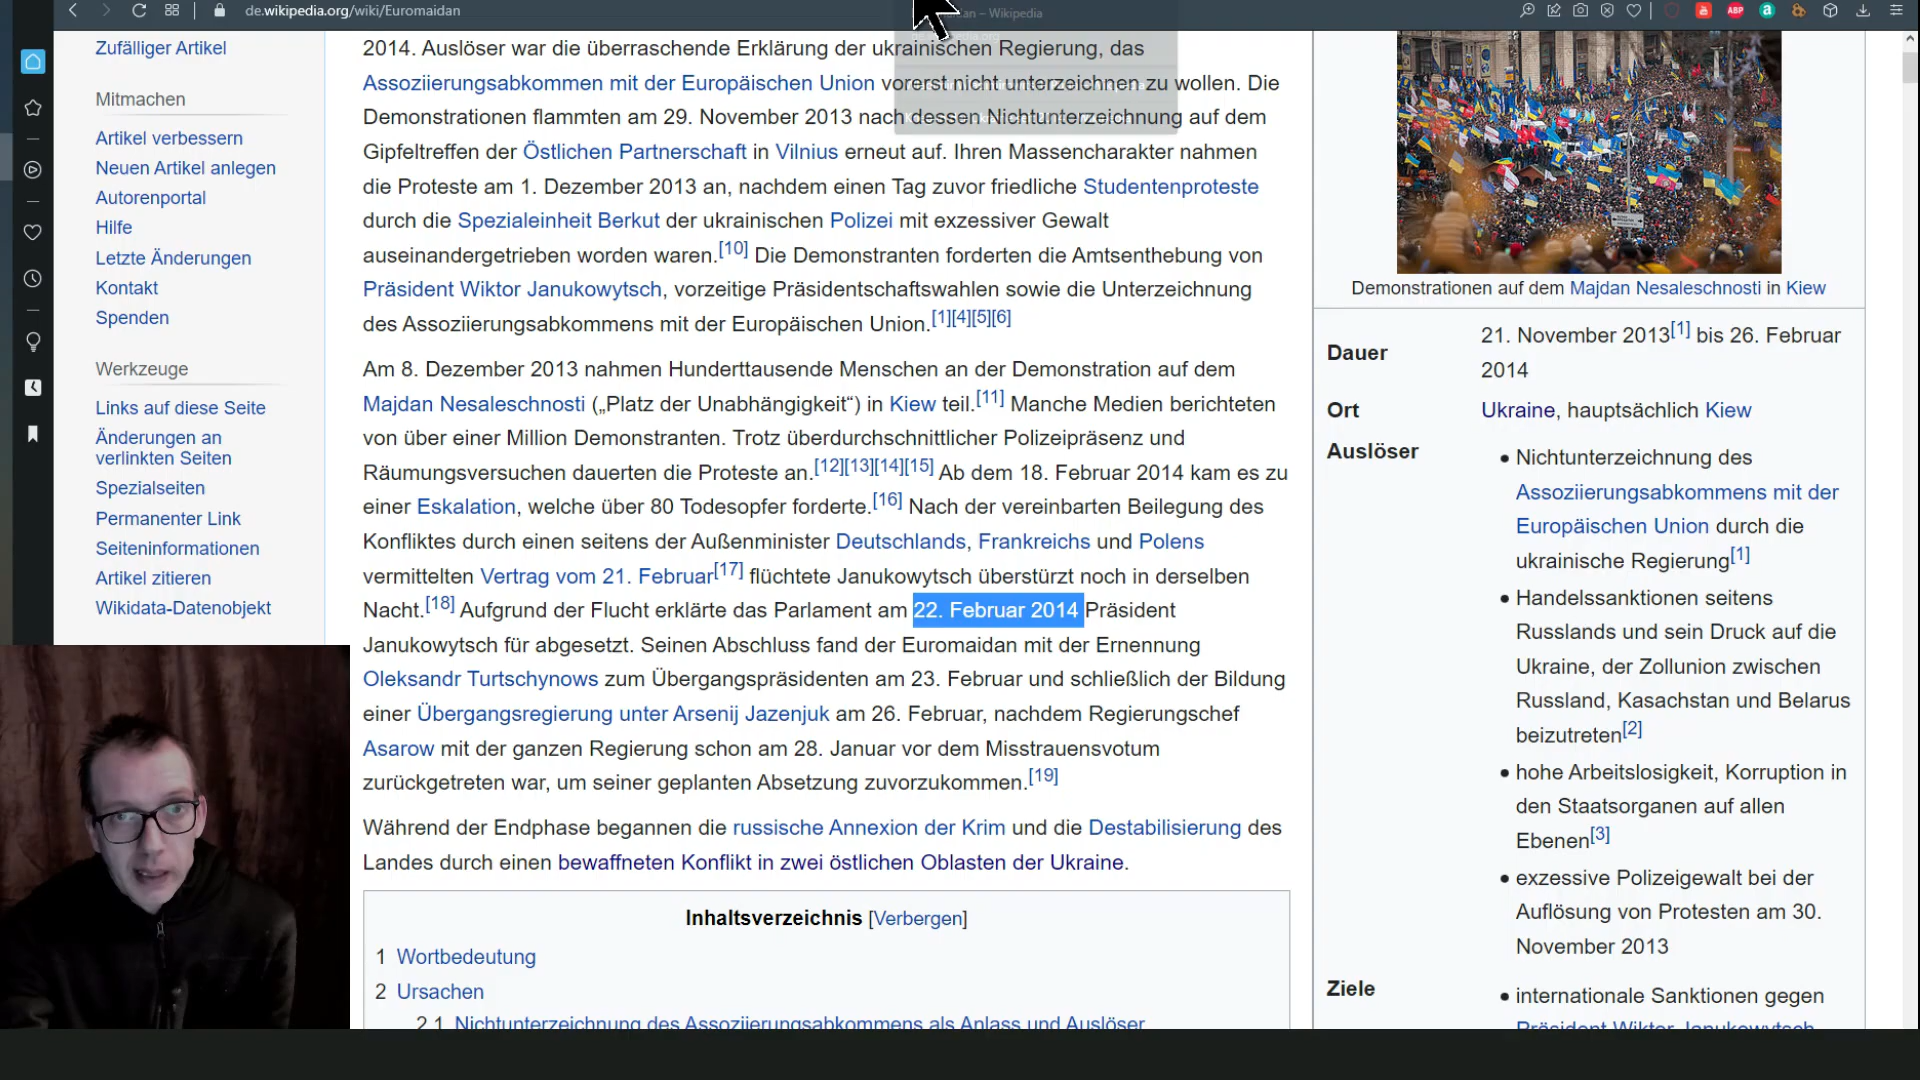 de.wikipedia.org/wiki/Euromaidan
– Wikipedia
ABP
Zufälliger Artikel
Mitmachen
Artikel verbessern
Neuen Artikel anlegen
Autorenportal
Hilfe
Letzte Änderungen
Kontakt
Spenden
Werkzeuge
Links auf diese Seite
Änderungen an
verlinkten Seiten
Spezialseiten
Permanenter Link
Seiteninformationen
Artikel zitieren
Wikidata-Datenobjekt
2014. Auslöser war die überraschende Erklärung der ukrainischen Regierung, das
Assoziierungsabkommen mit der Europäischen Union vorerst nicht unterzeichnen zu wollen. Die
Demonstrationen flammten am 29. November 2013 nach dessen Nichtunterzeichnung auf dem
Gipfeltreffen der Östlichen Partnerschaft in Vilnius erneut auf. Ihren Massencharakter nahmen
die Proteste am 1. Dezember 2013 an, nachdem einen Tag zuvor friedliche Studentenproteste
durch die Spezialeinheit Berkut der ukrainischen Polizei mit exzessiver Gewalt
auseinandergetrieben worden waren.[10] Die Demonstranten forderten die Amtsenthebung von
Präsident Wiktor Janukowytsch, vorzeitige Präsidentschaftswahlen sowie die Unterzeichnung
des Assoziierungsabkommens mit der Europäischen Union.[1][4][5][6]
Am 8. Dezember 2013 nahmen Hunderttausende Menschen an der Demonstration auf dem
Majdan Nesaleschnosti („Platz der Unabhängigkeit“) in Kiew teil.[11] Manche Medien berichteten
von über einer Million Demonstranten. Trotz überdurchschnittlicher Polizeipräsenz und
Räumungsversuchen dauerten die Proteste an.[12][13][14][15] Ab dem 18. Februar 2014 kam es zu
einer Eskalation, welche über 80 Todesopfer forderte.[16] Nach der vereinbarten Beilegung des
Konfliktes durch einen seitens der Außenminister Deutschlands, Frankreichs und Polens
vermittelten Vertrag vom 21. Februar[17] flüchtete Janukowytsch überstürzt noch in derselben
Nacht.[18] Aufgrund der Flucht erklärte das Parlament am 22. Februar 2014 Präsident
Janukowytsch für abgesetzt. Seinen Abschluss fand der Euromaidan mit der Ernennung
Oleksandr Turtschynows zum Übergangspräsidenten am 23. Februar und schließlich der Bildung
einer Übergangsregierung unter Arsenij Jazenjuk am 26. Februar, nachdem Regierungschef
Asarow mit der ganzen Regierung schon am 28. Januar vor dem Misstrauensvotum
zurückgetreten war, um seiner geplanten Absetzung zuvorzukommen.[19]
Während der Endphase begannen die russische Annexion der Krim und die Destabilisierung des
Landes durch einen bewaffneten Konflikt in zwei östlichen Oblasten der Ukraine.
Inhaltsverzeichnis [Verbergen]
1 Wortbedeutung
2 Ursachen
2.1 Nichtunterzeichnung des Assoziierungsabkommens als Anlass und Auslöser
Demonstrationen auf dem Majdan Nesaleschnosti in Kiew
Dauer
21. November 2013[1] bis 26. Februar
2014
Ort
Ukraine, hauptsächlich Kiew
Auslöser
• Nichtunterzeichnung des
Assoziierungsabkommens mit der
Europäischen Union durch die
ukrainische Regierung[1]
• Handelssanktionen seitens
Russlands und sein Druck auf die
Ukraine, der Zollunion zwischen
Russland, Kasachstan und Belarus
beizutreten[2]
• hohe Arbeitslosigkeit, Korruption in
den Staatsorganen auf allen
Ebenen[3]
• exzessive Polizeigewalt bei der
Auflösung von Protesten am 30.
November 2013
Ziele
• internationale Sanktionen gegen
Präsident Wiktor Janukowytsch